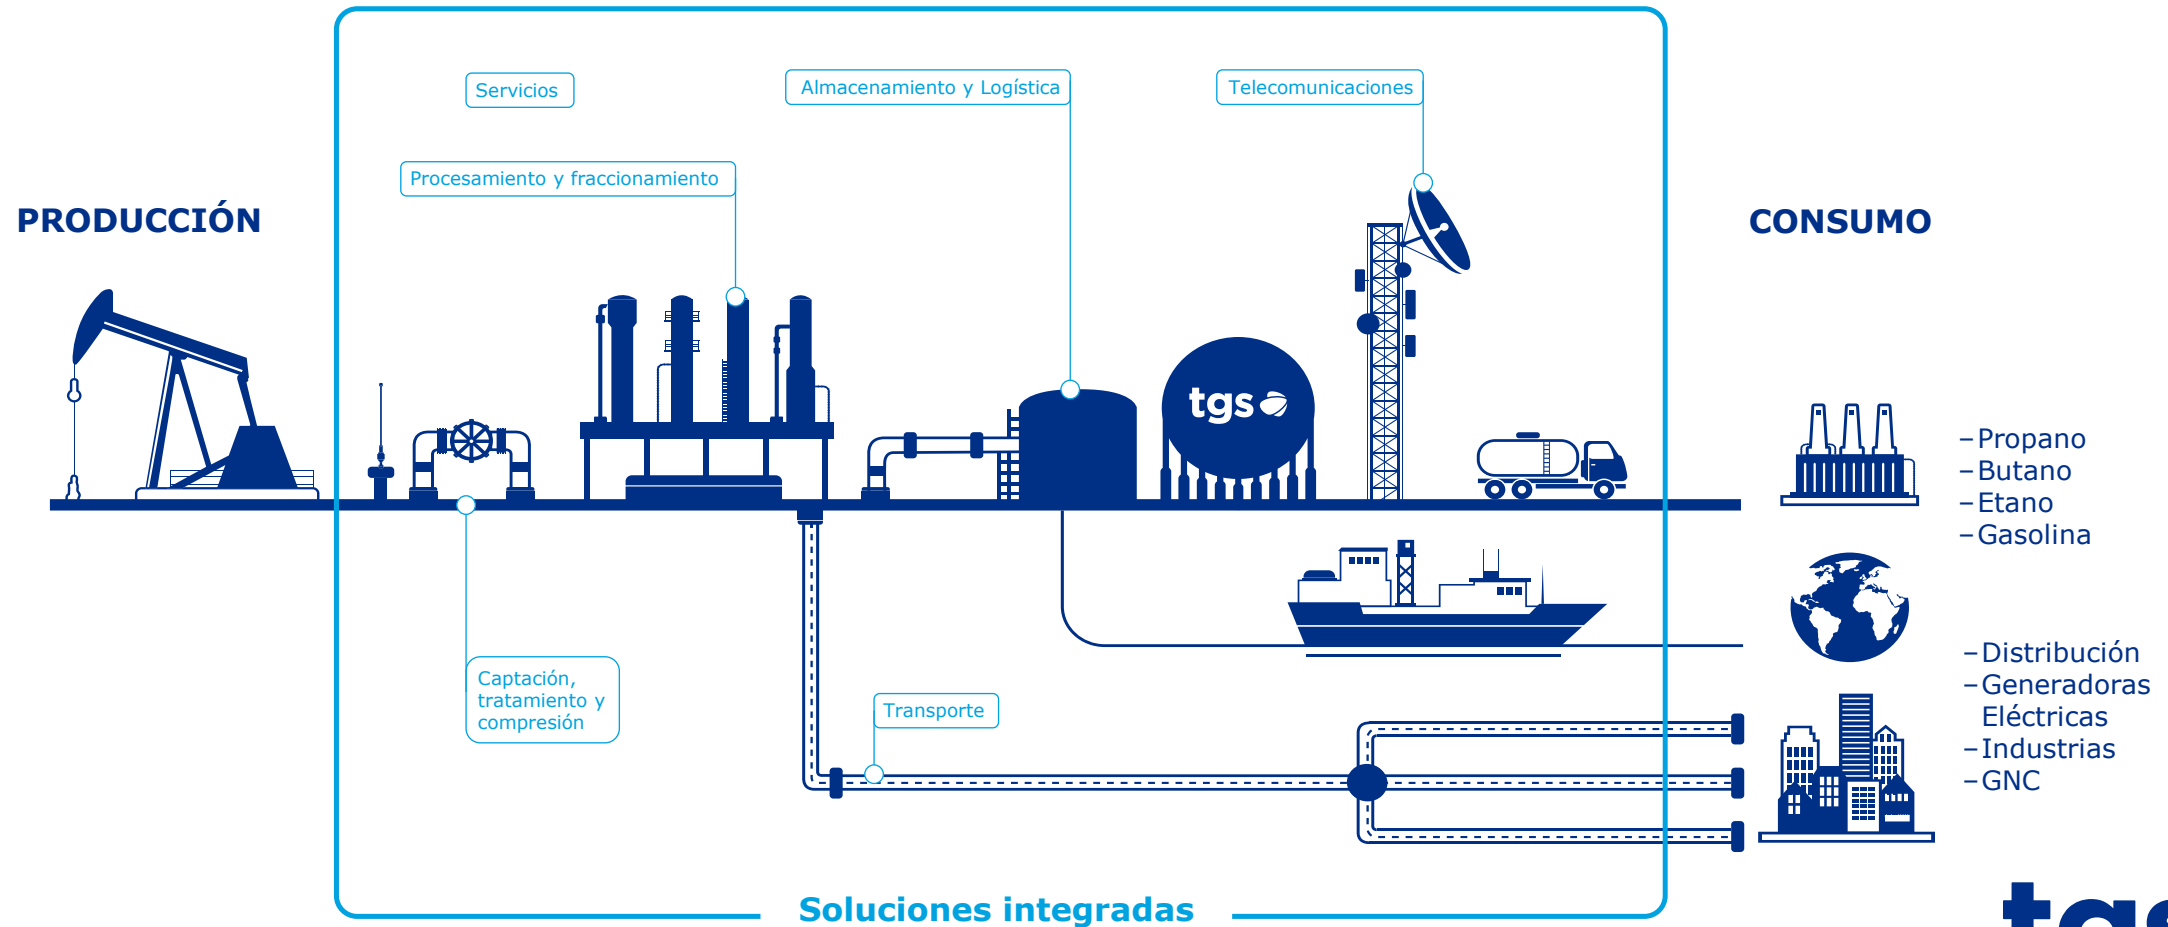 Servicios
Almacenamiento y Logística
Telecomunicaciones
Procesamiento y fraccionamiento
PRODUCCIÓN
CONSUMO
tgs
–Propano
–Butano
–Etano
–Gasolina
Captación,
tratamiento y
compresión
Transporte
–Distribución
–Generadoras
Eléctricas
–Industrias
–GNC
Soluciones integradas
tgs